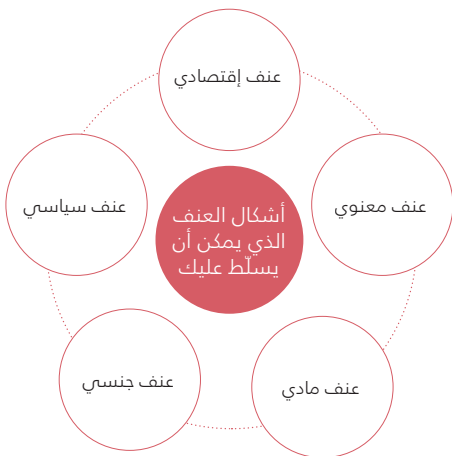 عنف إقتصادي
عنف معنوي
عنف مادي
عنف جنسي
عنف سياسي
أشكال العنف
الذي يمكن أن
يسلّط عليك